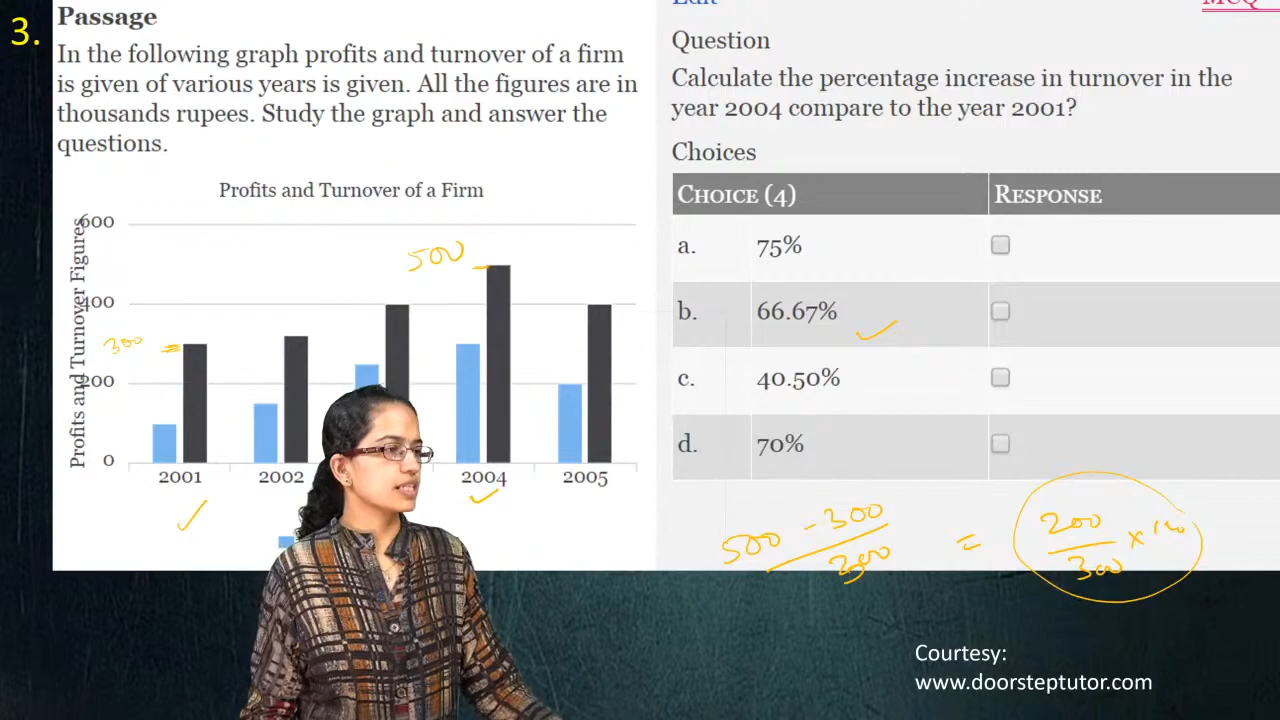 3.
Passage
In the following graph profits and turnover of a firm
is given of various years is given. All the figures are in
thousands rupees. Study the graph and answer the
questions.
Profits and Turnover of a Firm
Profits and Turnover Figures
600
400
200
0
300
500
2001
2002
2004
2005
Edit
MCQ
Question
Calculate the percentage increase in turnover in the
year 2004 compare to the year 2001?
Choices
CHOICE (4) RESPONSE
a. 75%
b. 66.67%
c. 40.50%
d. 70%
500 - 300
300
=
200
300
× 100
Courtesy:
www.doorsteptutor.com